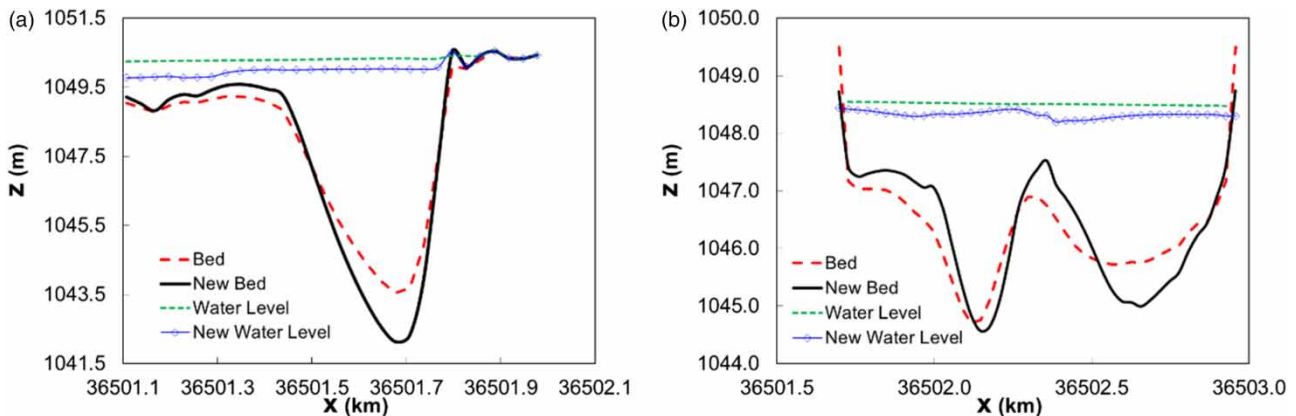 (a)
1051.5
1049.5
1047.5
1045.5
1043.5
1041.5
Z (m)
Bed
New Bed
Water Level
New Water Level
36501.1 36501.3 36501.5 36501.7 36501.9 36502.1
X (km)
(b)
1050.0
1049.0
1048.0
1047.0
1046.0
1045.0
1044.0
Z (m)
Bed
New Bed
Water Level
New Water Level
36501.5 36502.0 36502.5 36503.0
X (km)